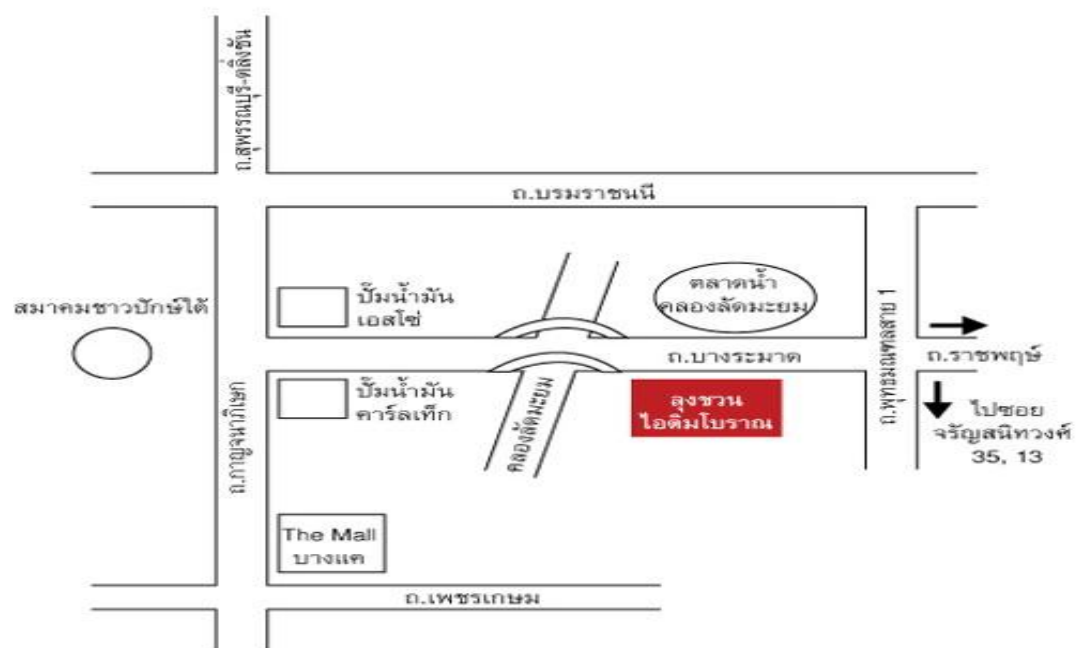 ถ.สุพรรณบุรี-ตลิ่งชัน
ถ.บรมราชนนี
สมาคมชาวปักษ์ใต้
ปั๊มน้ำมัน
เอสโซ่
ตลาดน้ำ
คลองลัดมะยม
ถ.พุทธมณฑลสาย 1
ถ.บางระมาด
ถ.ราชพฤษ์
ถ.กาญจนาภิเษก
ปั๊มน้ำมัน
คาร์ลเท็ก
คลองลัดมะยม
ลุงชวน
ไอติมโบราณ
ไปซอย
จรัญสนิทวงศ์
35, 13
The Mall
บางแค
ถ.เพชรเกษม